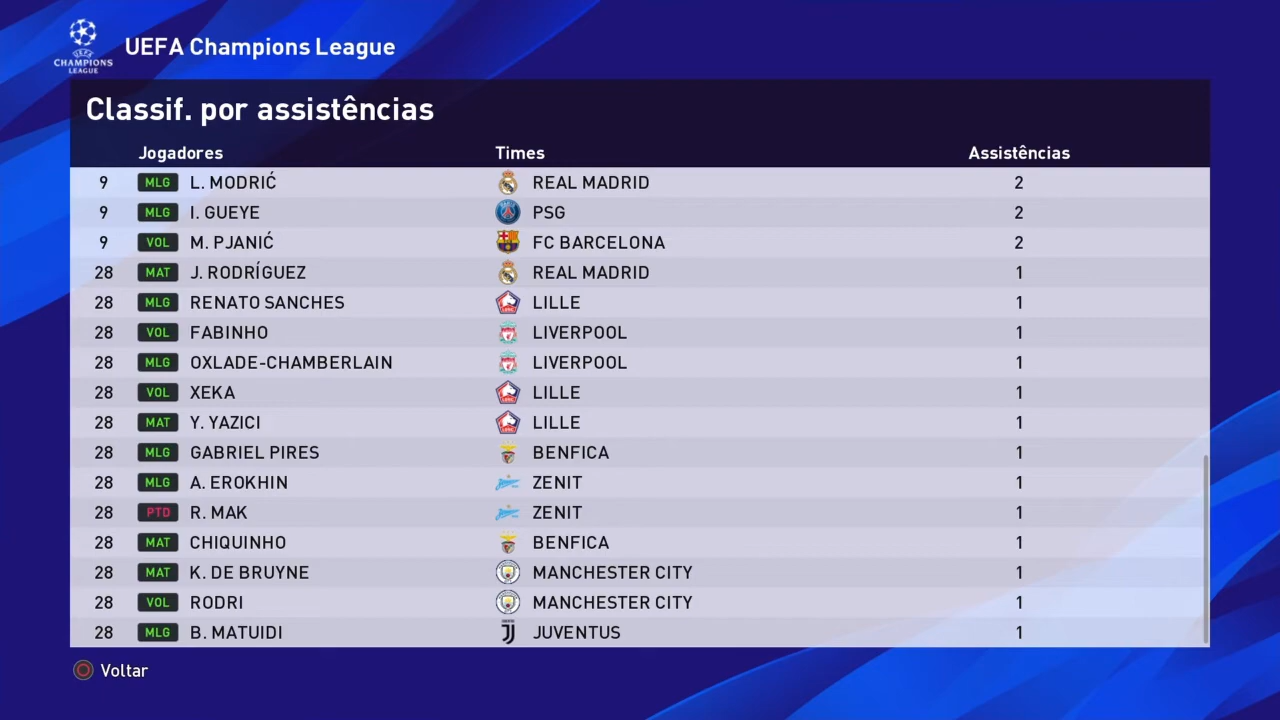 UEFA CHAMPIONS LEAGUE
UEFA Champions League
Classif. por assistências
Jogadores Times Assistências
9 MLG L. MODRIĆ REAL MADRID 2
9 MLG I. GUEYE PSG 2
9 VOL M. PJANIĆ FC BARCELONA 2
28 MAT J. RODRÍGUEZ REAL MADRID 1
28 MLG RENATO SANCHES LILLE 1
28 VOL FABINHO LIVERPOOL 1
28 MLG OXLADE-CHAMBERLAIN LIVERPOOL 1
28 VOL XEKA LILLE 1
28 MAT Y. YAZICI LILLE 1
28 MLG GABRIEL PIRES BENFICA 1
28 MLG A. EROKHIN ZENIT 1
28 PTD R. MAK ZENIT 1
28 MAT CHIQUINHO BENFICA 1
28 MAT K. DE BRUYNE MANCHESTER CITY 1
28 VOL RODRI MANCHESTER CITY 1
28 MLG B. MATUIDI JUVENTUS 1
Voltar